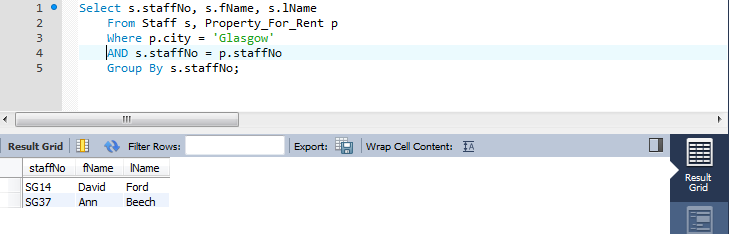 1 Select s.staffNo, s.fName, s.lName
2 From Staff s, Property_For_Rent p
3 Where p.city = 'Glasgow'
4 AND s.staffNo = p.staffNo
5 Group By s.staffNo;
Result Grid Filter Rows: Export: Wrap Cell Content: IA
staffNo fName lName
SG14 David Ford
SG37 Ann Beech
Result
Grid